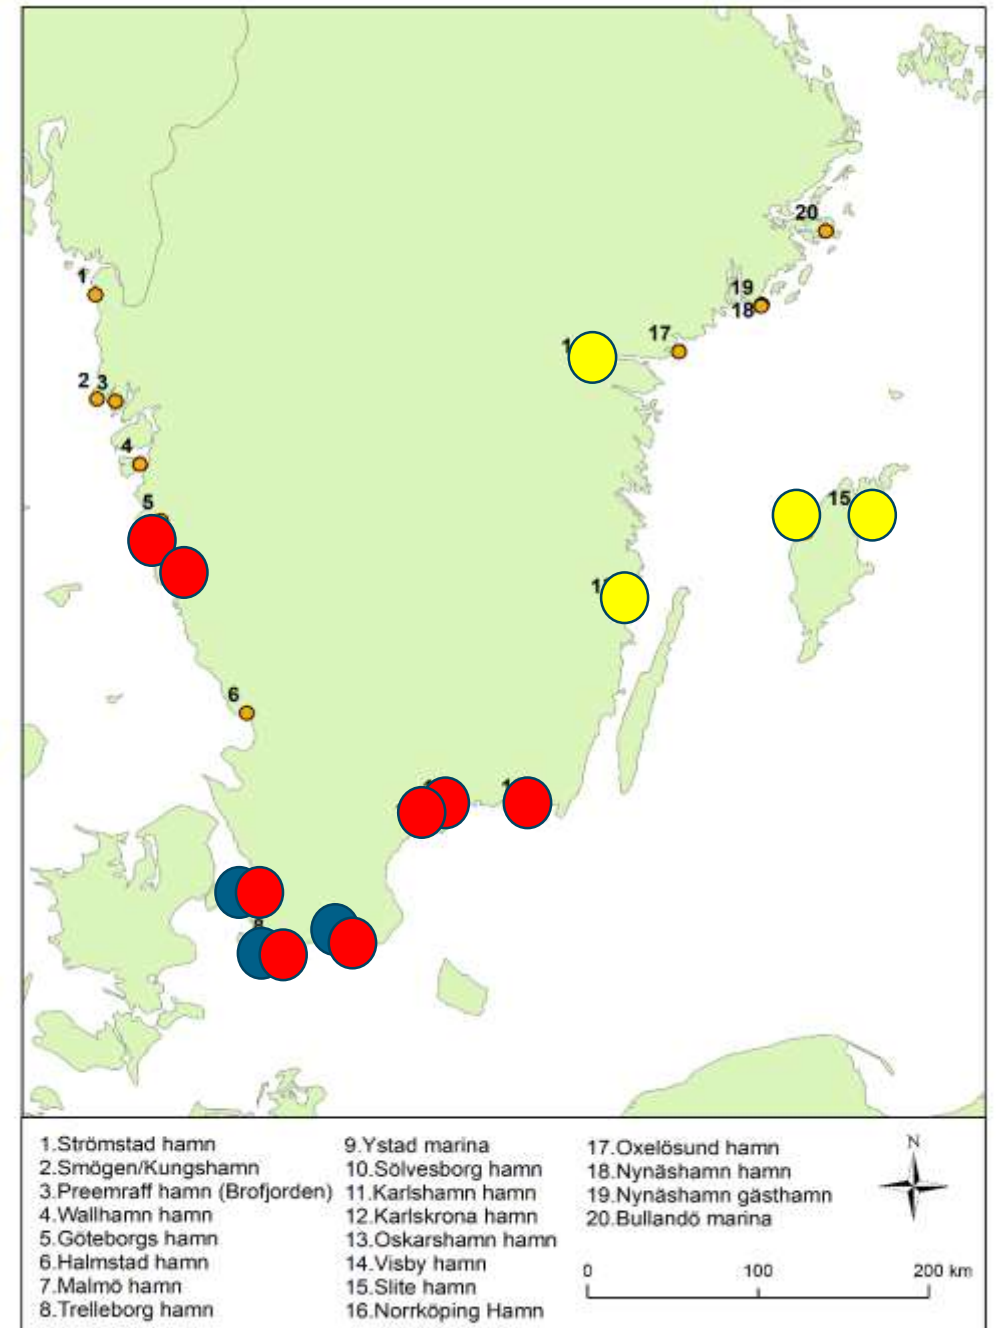 20
1
19
18
17
2 3
4
15
5
6
8
1.Strömstad hamn
2.Smögen/Kungshamn
3.Preemraff hamn (Brofjorden)
4.Wallhamn hamn
5.Göteborgs hamn
6.Halmstad hamn
7.Malmö hamn
8.Trelleborg hamn
9.Ystad marina
10.Sölvesborg hamn
11.Karlshamn hamn
12.Karlskrona hamn
13.Oskarshamn hamn
14.Visby hamn
15.Slite hamn
16.Norrköping Hamn
17.Oxelösund hamn
18.Nynäshamn hamn
19.Nynäshamn gästhamn
20.Bullandö marina
N
0 100 200 km